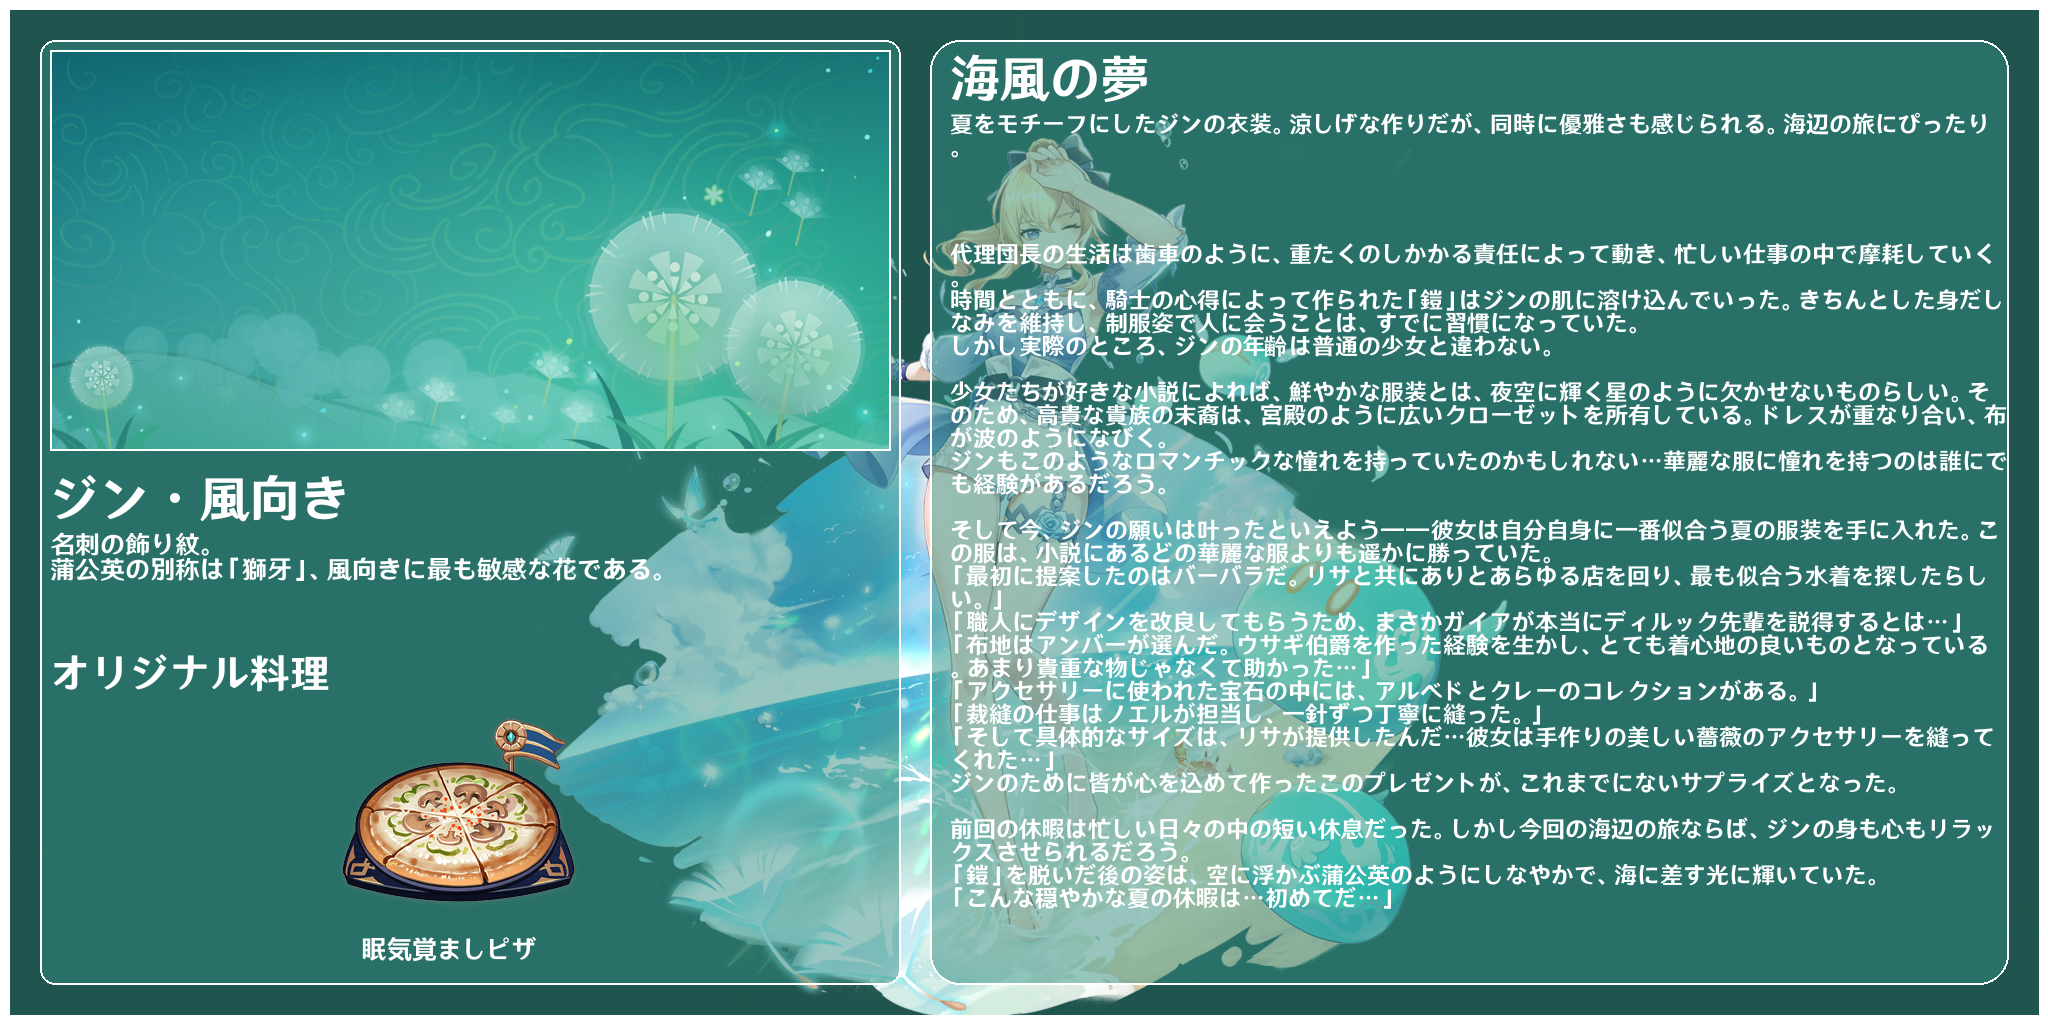 ジン・風向き
名刺の飾り紋。
蒲公英の別称は「獅牙」、風向きに最も敏感な花である。
オリジナル料理
眠気覚ましピザ
海風の夢
夏をモチーフにしたジンの衣装。涼しげな作りだが、同時に優雅さも感じられる。海辺の旅にぴったり
。
代理団長の生活は歯車のように、重たくのしかかる責任によって動き、忙しい仕事の中で摩耗していく
。
時間とともに、騎士の心得によって作られた「鎧」はジンの肌に溶け込んでいった。きちんとした身だし
なみを維持し、制服姿で人に会うことは、すでに習慣になっていた。
しかし実際のところ、ジンの年齢は普通の少女と違わない。
少女たちが好きな小説によれば、鮮やかな服装とは、夜空に輝く星のように欠かせないものらしい。そ
のため、高貴な貴族の末裔は、宮殿のように広いクローゼットを所有している。ドレスが重なり合い、布
が波のようになびく。
ジンもこのようなロマンチックな憧れを持っていたのかもしれない…華麗な服に憧れを持つのは誰にで
も経験があるだろう。
そして今、ジンの願いは叶ったといえよう——彼女は自分自身に一番似合う夏の服装を手に入れた。こ
の服は、小説にあるどの華麗な服よりも遥かに勝っていた。
「最初に提案したのはバーバラだ。リサと共にありとあらゆる店を回り、最も似合う水着を探したらし
い。」
「職人にデザインを改良してもらうため、まさかガイアが本当にディルック先輩を説得するとは…」
「布地はアンバーが選んだ。ウサギ伯爵を作った経験を生かし、とても着心地の良いものとなっている
。あまり貴重な物じゃなくて助かった…」
「アクセサリーに使われた宝石の中には、アルベドとクレーのコレクションがある。」
「裁縫の仕事はノエルが担当し、一針ずつ丁寧に縫った。」
「そして具体的なサイズは、リサが提供したんだ…彼女は手作りの美しい薔薇のアクセサリーを縫って
くれた…」
ジンのために皆が心を込めて作ったこのプレゼントが、これまでにないサプライズとなった。
前回の休暇は忙しい日々の中の短い休息だった。しかし今回の海辺の旅ならば、ジンの身も心もリラッ
クスさせられるだろう。
「鎧」を脱いだ後の姿は、空に浮かぶ蒲公英のようにしなやかで、海に差す光に輝いていた。
「こんな穏やかな夏の休暇は…初めてだ…」